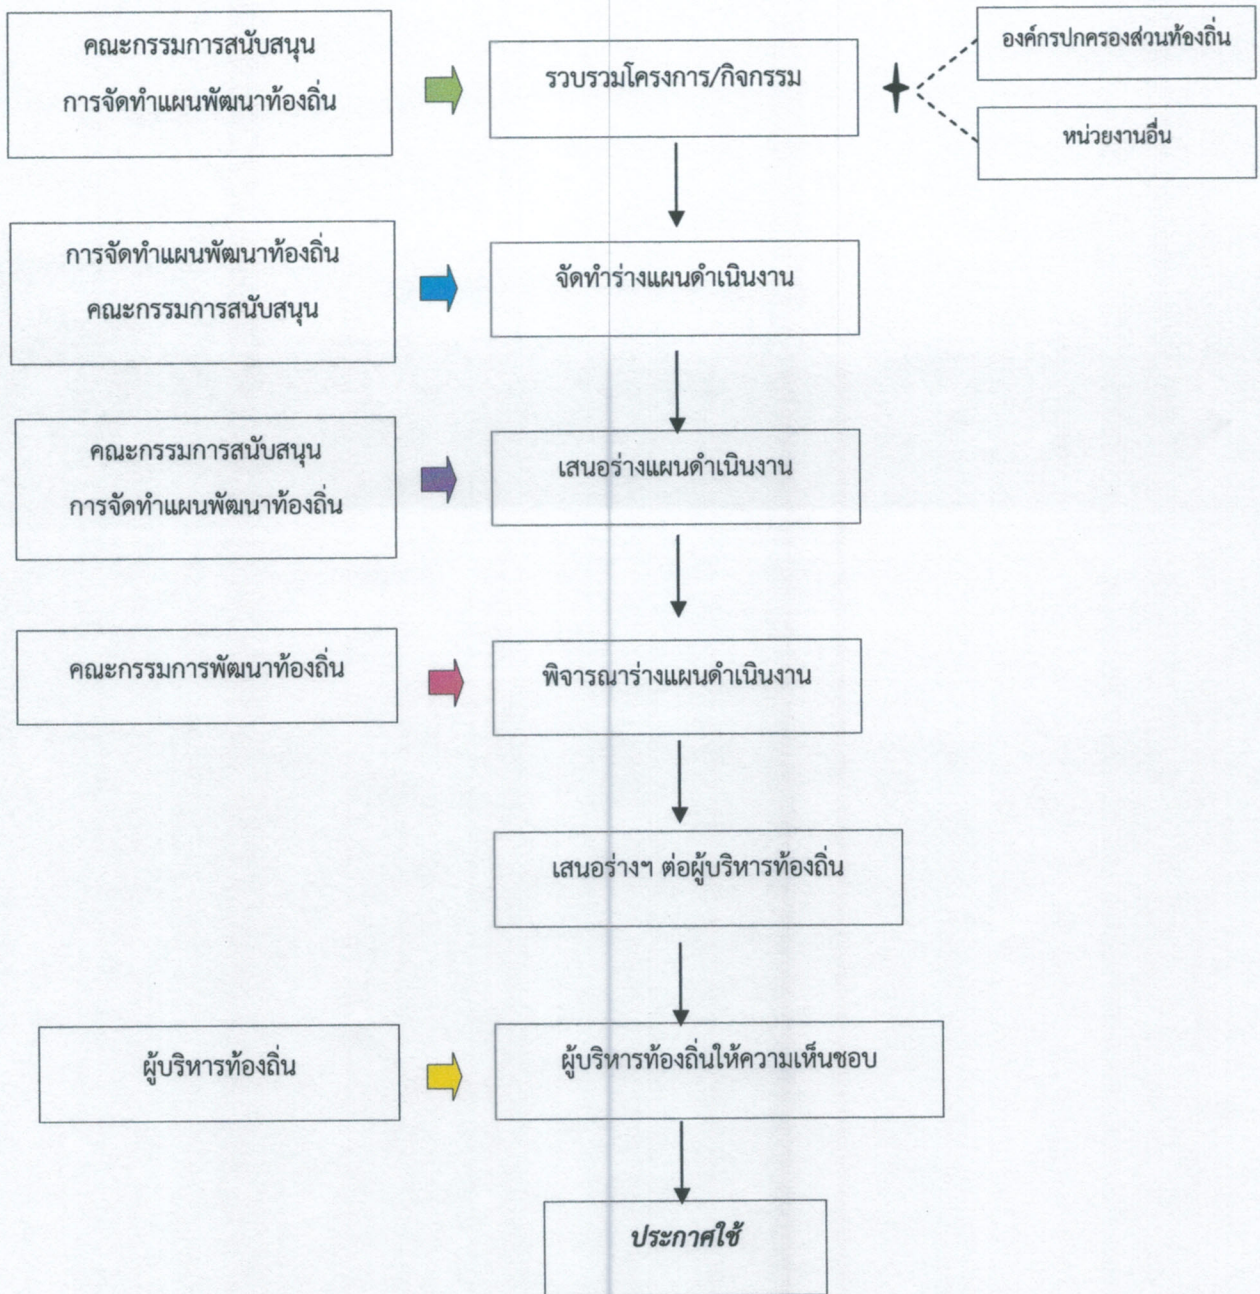 คณะกรรมการสนับสนุน
การจัดทำแผนพัฒนาท้องถิ่น
รวบรวมโครงการ/กิจกรรม
องค์กรปกครองส่วนท้องถิ่น
หน่วยงานอื่น
การจัดทำแผนพัฒนาท้องถิ่น
คณะกรรมการสนับสนุน
จัดทำร่างแผนดำเนินงาน
คณะกรรมการสนับสนุน
การจัดทำแผนพัฒนาท้องถิ่น
เสนอร่างแผนดำเนินงาน
คณะกรรมการพัฒนาท้องถิ่น
พิจารณาร่างแผนดำเนินงาน
เสนอร่างฯ ต่อผู้บริหารท้องถิ่น
ผู้บริหารท้องถิ่น
ผู้บริหารท้องถิ่นให้ความเห็นชอบ
ประกาศใช้